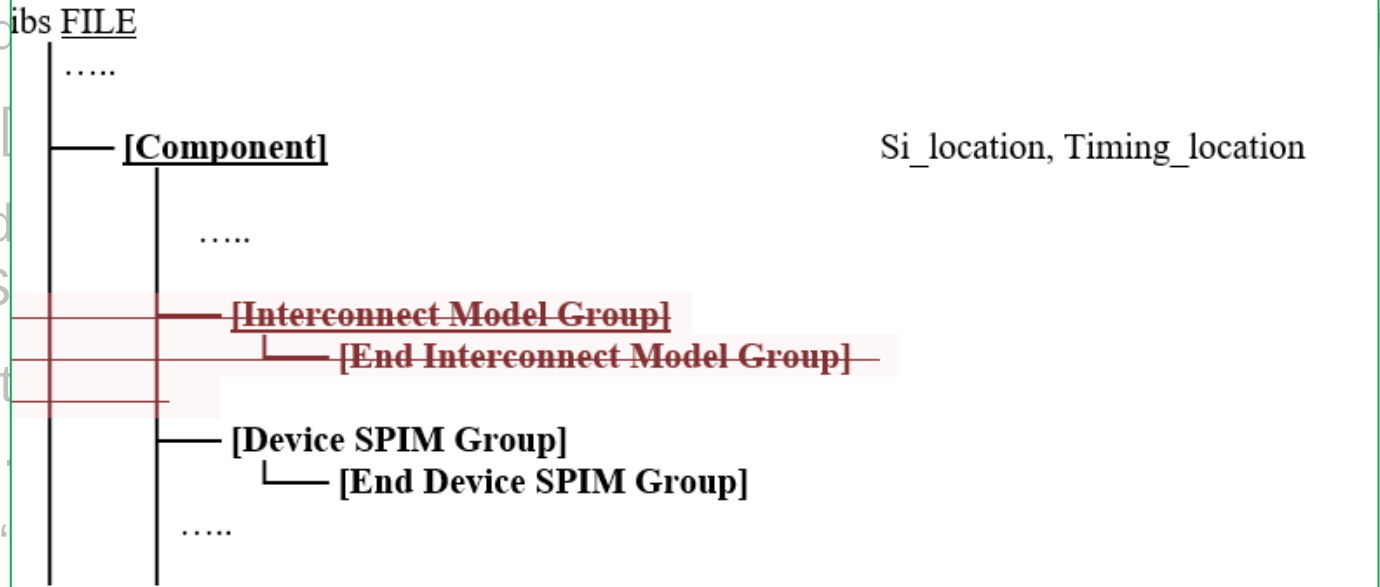 ibs FILE
…..
[Component] Si_location, Timing_location
…..
[Interconnect Model Group]
[End Interconnect Model Group]
[Device SPIM Group]
[End Device SPIM Group]
…..